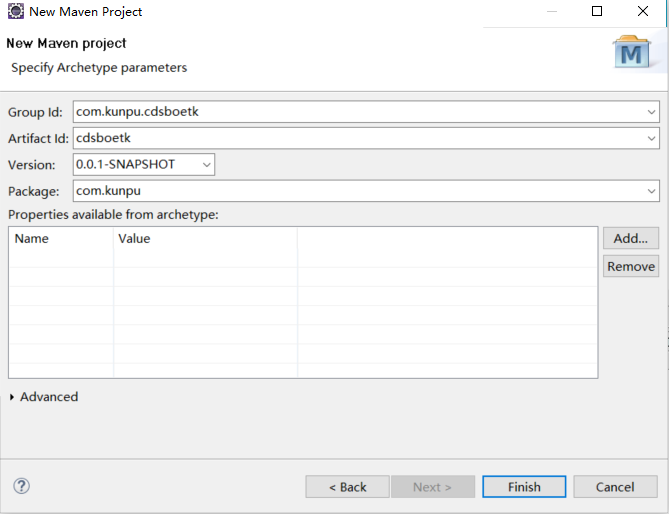 New Maven Project
New Maven project
Specify Archetype parameters
M
Group Id: com.kunpu.cdsboetk
Artifact Id: cdsboetk
Version: 0.0.1-SNAPSHOT
Package: com.kunpu
Properties available from archetype:
Name Value
Add...
Remove
Advanced
? < Back Next > Finish Cancel